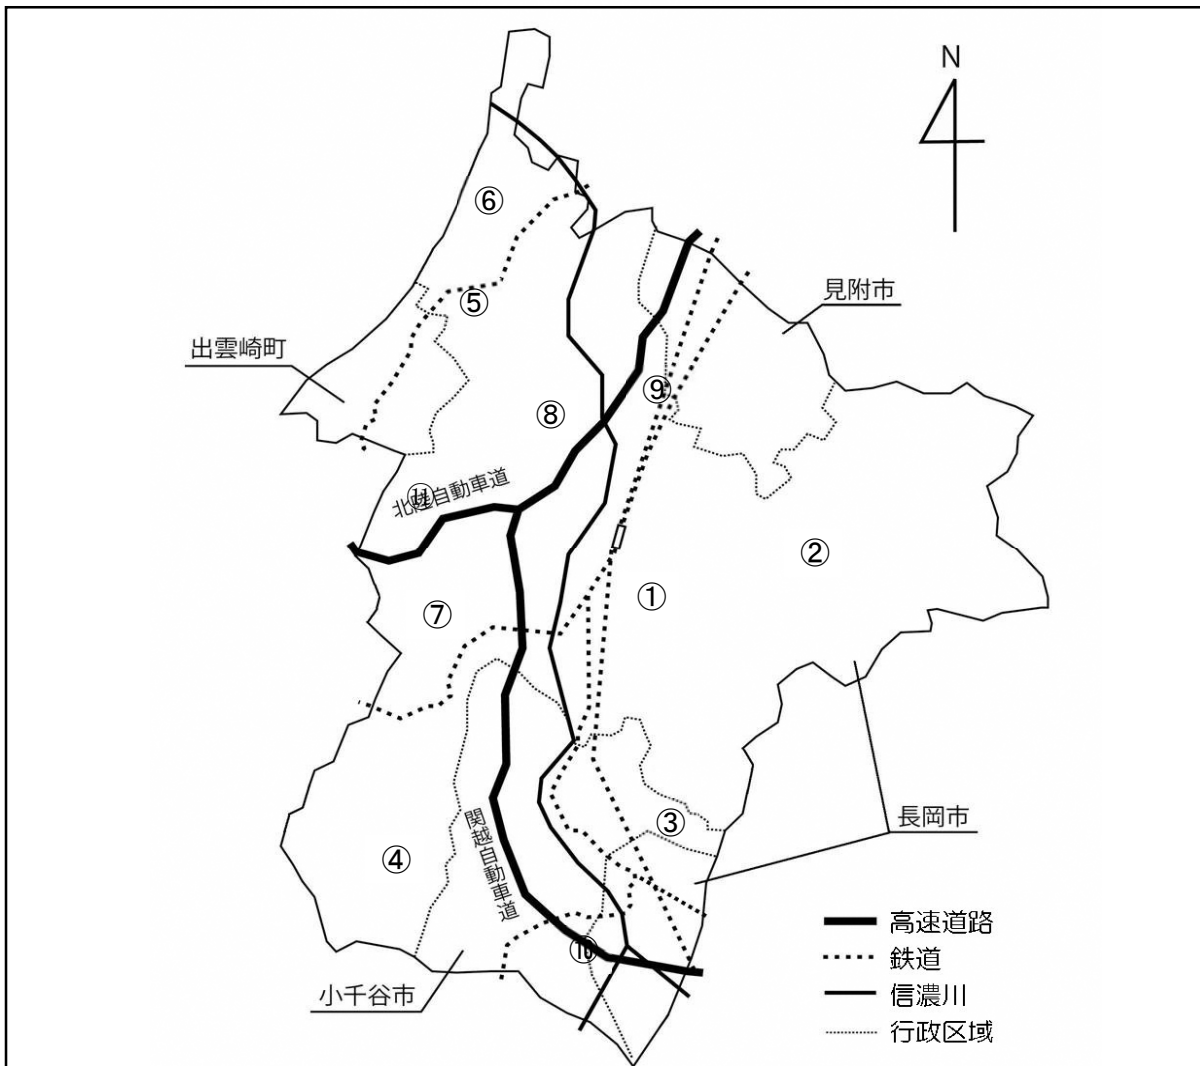 N
⑥
見附市
⑤
出雲崎町
⑨
⑧
⑪
北陸自動車道
②
①
⑦
長岡市
③
関越自動車道
④
高速道路
⑩
鉄道
小千谷市
信濃川
行政区域